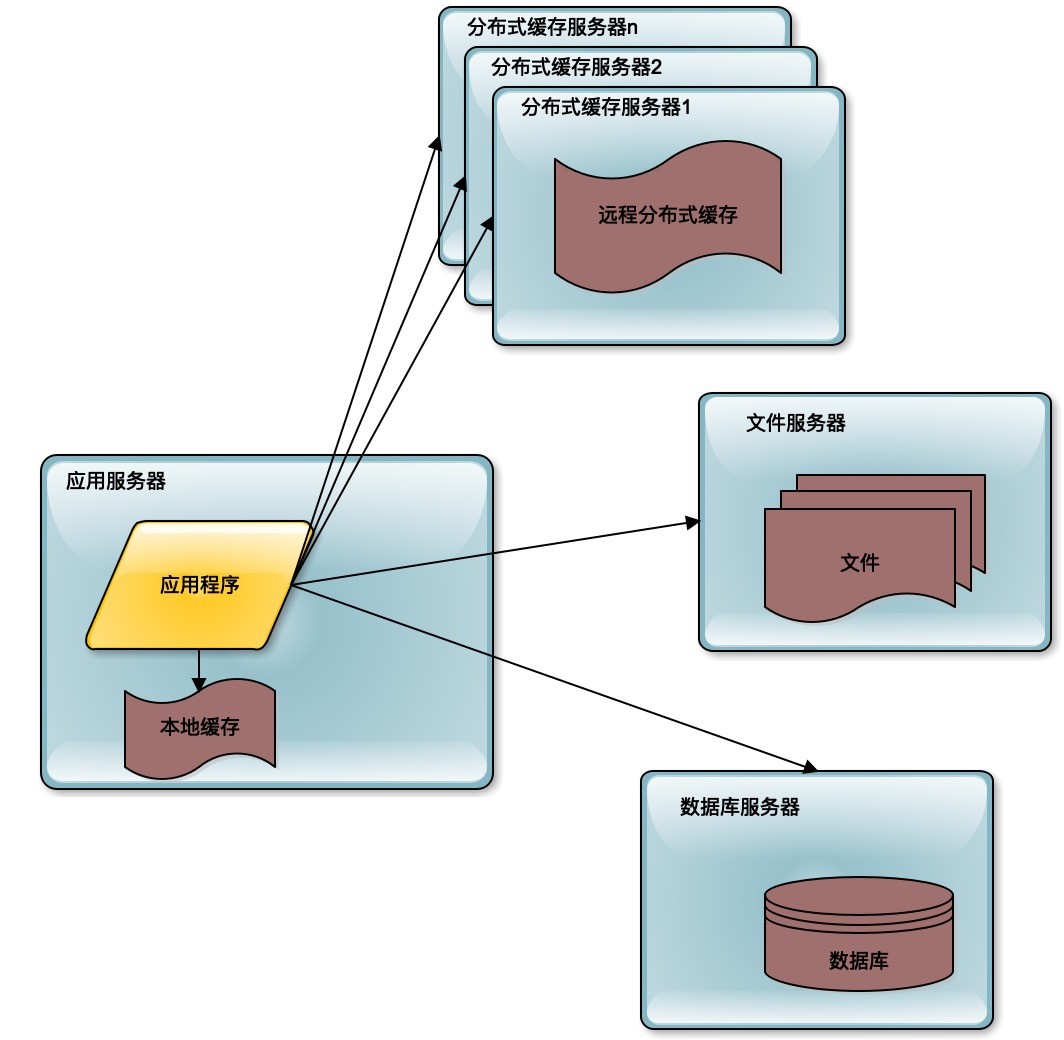 分布式缓存服务器n
分布式缓存服务器2
分布式缓存服务器1
远程分布式缓存
文件服务器
文件
应用服务器
应用程序
本地缓存
数据库服务器
数据库